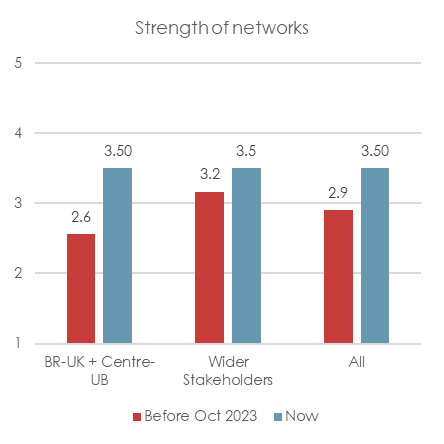 Strength of networks
5
4
3
2
1
2.6
3.50
3.2
3.5
2.9
3.50
BR-UK + Centre-
UB
Wider
Stakeholders
All
Before Oct 2023
Now